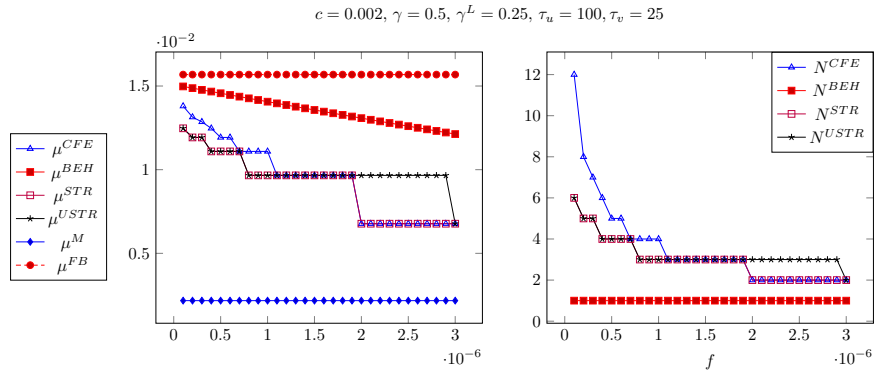 c = 0.002, γ = 0.5, γ^L = 0.25, τ_u = 100, τ_v = 25
·10^−2
1.5
1
0.5
0
0.5
1
1.5
2
2.5
3
·10^−6
μ^CFE
μ^BEH
μ^STR
μ^USTR
μ^M
μ^FB
12
10
8
6
4
2
0
0
0.5
1
1.5
2
2.5
3
·10^−6
f
N^CFE
N^BEH
N^STR
N^USTR